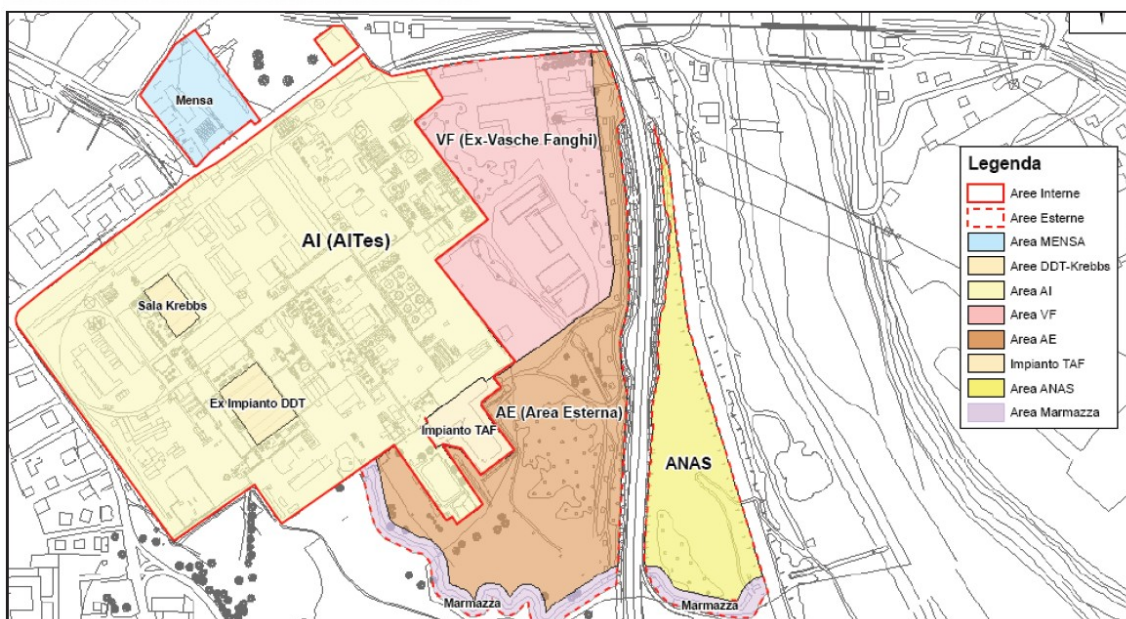 Mensa
VF (Ex-Vasche Fanghi)
AI (AITes)
Sala Krebbs
Ex Impianto DDT
Impianto TAF
AE (Area Esterna)
ANAS
Marmazza
Marmazza
Legenda
Aree Interne
Aree Esterne
Area MENSA
Aree DDT-Krebbs
Area AI
Area VF
Area AE
Impianto TAF
Area ANAS
Area Marmazza